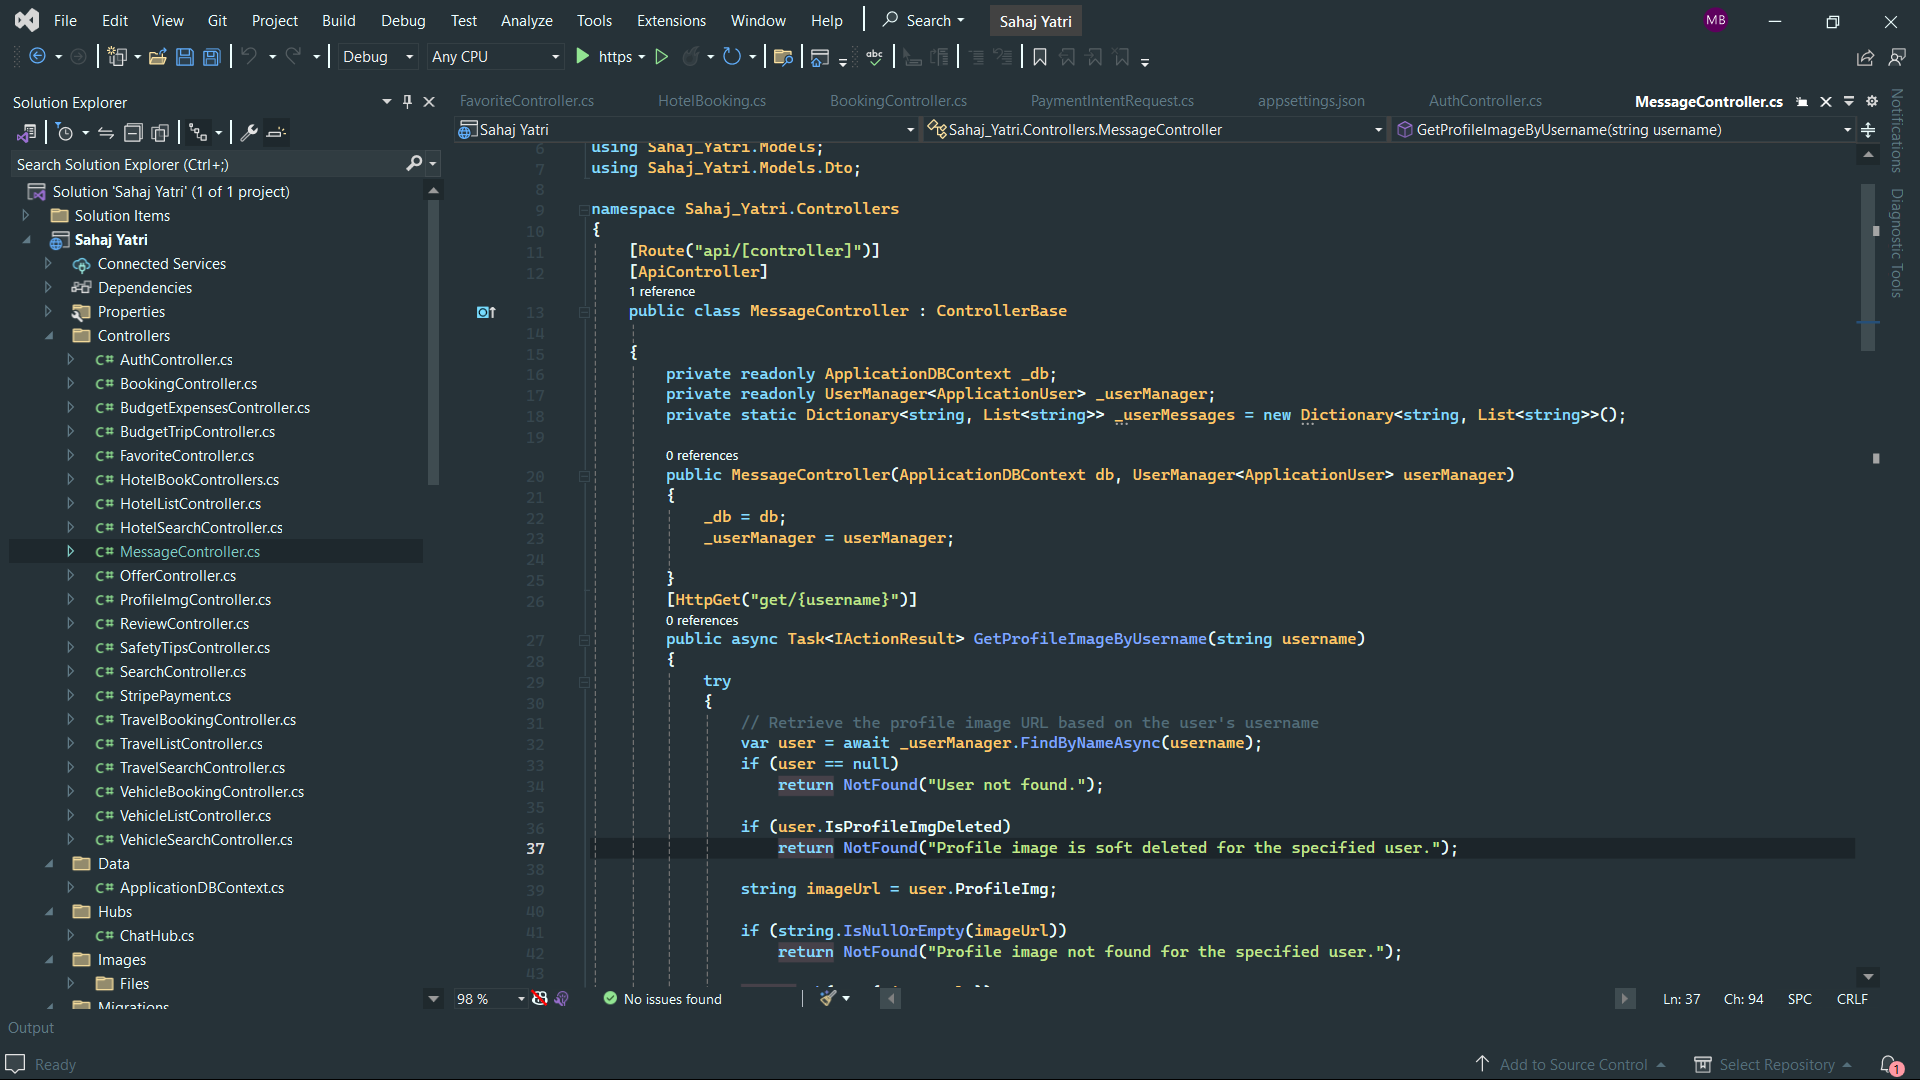 File Edit View Git Project Build Debug Test Analyze Tools Extensions Window Help Search Sahaj Yatri MB
Debug Any CPU https
Solution Explorer
Search Solution Explorer (Ctrl+;)
Solution 'Sahaj Yatri' (1 of 1 project)
Solution Items
Sahaj Yatri
Connected Services
Dependencies
Properties
Controllers
C# AuthController.cs
C# BookingController.cs
C# BudgetExpensesController.cs
C# BudgetTripController.cs
C# FavoriteController.cs
C# HotelBookControllers.cs
C# HotelListController.cs
C# HotelSearchController.cs
C# MessageController.cs
C# OfferController.cs
C# ProfileImgController.cs
C# ReviewController.cs
C# SafetyTipsController.cs
C# SearchController.cs
C# StripePayment.cs
C# TravelBookingController.cs
C# TravelListController.cs
C# TravelSearchController.cs
C# VehicleBookingController.cs
C# VehicleListController.cs
C# VehicleSearchController.cs
Data
C# ApplicationDBContext.cs
Hubs
C# ChatHub.cs
Images
Files
Migrations
FavoriteController.cs HotelBooking.cs BookingController.cs PaymentIntentRequest.cs appsettings.json AuthController.cs MessageController.cs
Sahaj Yatri Sahaj_Yatri.Controllers.MessageController GetProfileImageByUsername(string username)
6 using Sahaj_Yatri.Models;
7 using Sahaj_Yatri.Models.Dto;
8
9 namespace Sahaj_Yatri.Controllers
10 {
11 [Route("api/[controller]")]
12 [ApiController]
1 reference
13 public class MessageController : ControllerBase
14
15 {
16 private readonly ApplicationDBContext _db;
17 private readonly UserManager<ApplicationUser> _userManager;
18 private static Dictionary<string, List<string>> _userMessages = new Dictionary<string, List<string>>();
19
0 references
20 public MessageController(ApplicationDBContext db, UserManager<ApplicationUser> userManager)
21 {
22 _db = db;
23 _userManager = userManager;
24
25 }
26 [HttpGet("get/{username}")]
0 references
27 public async Task<IActionResult> GetProfileImageByUsername(string username)
28 {
29 try
30 {
31 // Retrieve the profile image URL based on the user's username
32 var user = await _userManager.FindByNameAsync(username);
33 if (user == null)
34 return NotFound("User not found.");
35
36 if (user.IsProfileImgDeleted)
37 return NotFound("Profile image is soft deleted for the specified user.");
38
39 string imageUrl = user.ProfileImg;
40
41 if (string.IsNullOrEmpty(imageUrl))
42 return NotFound("Profile image not found for the specified user.");
43
98 % No issues found Ln: 37 Ch: 94 SPC CRLF
Notifications
Diagnostic Tools
Output
Ready Add to Source Control Select Repository 1